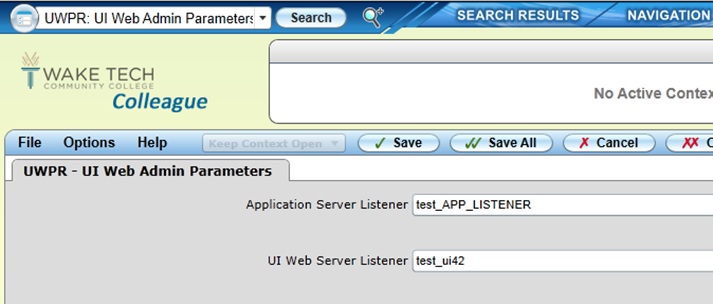 UWPR: UI Web Admin Parameters
Search
SEARCH RESULTS
NAVIGATION
WAKE TECH
COMMUNITY COLLEGE
Colleague
No Active Contex
File
Options
Help
Keep Context Open
Save
Save All
Cancel
C
UWPR - UI Web Admin Parameters
Application Server Listener test_APP_LISTENER
UI Web Server Listener test_ui42